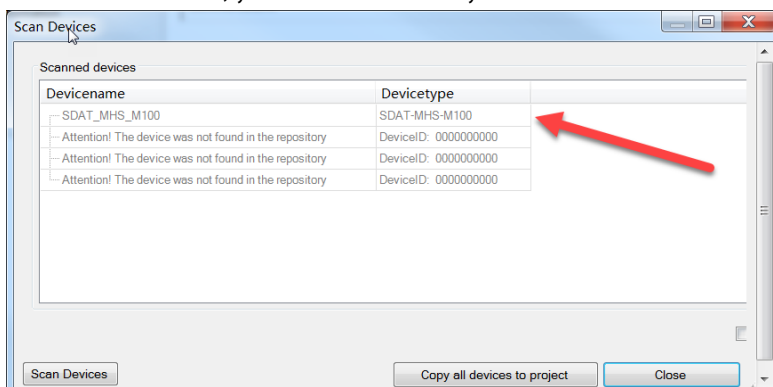 Scan Devices
Scanned devices
Devicename Devicetype
SDAT_MHS_M100 SDAT-MHS-M100
Attention! The device was not found in the repository DeviceID: 0000000000
Attention! The device was not found in the repository DeviceID: 0000000000
Attention! The device was not found in the repository DeviceID: 0000000000
Scan Devices Copy all devices to project Close